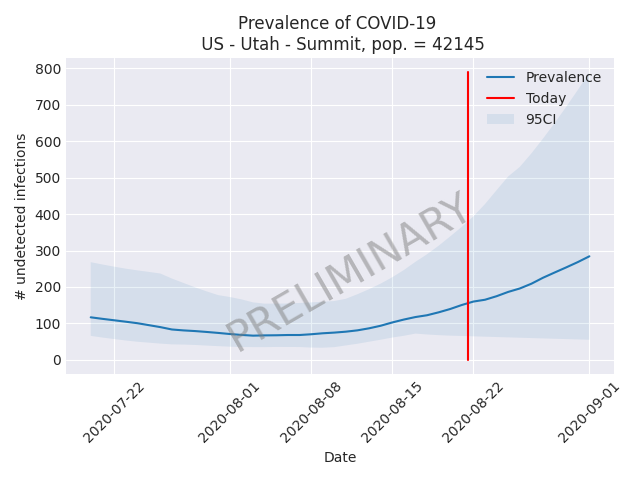 Prevalence of COVID-19
US - Utah - Summit, pop. = 42145
# undetected infections
800
700
600
500
400
300
200
100
0
Prevalence
Today
95CI
PRELIMINARY
2020-07-22
2020-08-01
2020-08-08
2020-08-15
2020-08-22
2020-09-01
Date